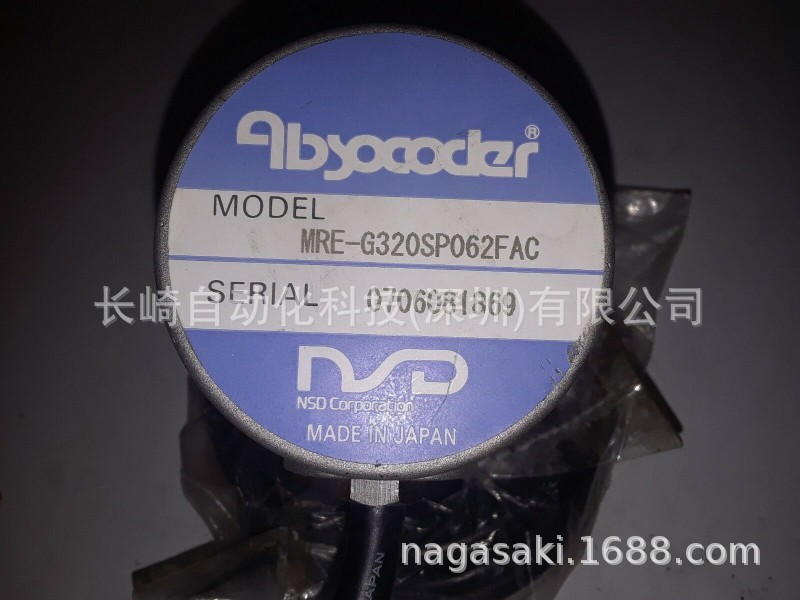 Absocoder®
MODEL
MRE-G320SP062FAC
长崎自动化科技(深圳)有限公司
SERIAL
NSD
NSD Corporation
MADE IN JAPAN
nagasaki.1688.com
JAPAN